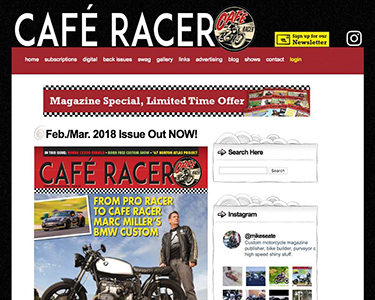 CAFÉ RACER
CAFE
RACER
Sign up for our
Newsletter
home subscriptions digital back issues swag gallery links advertising blog shows contact login
Magazine Special, Limited Time Offer
Feb./Mar. 2018 Issue Out NOW!
IN THIS ISSUE:
CAFÉ RACER
FROM PRO RACER
TO CAFE RACER
MARC MILLER'S
BMW CUSTOM
Search Here
Search
Instagram
@mikeseate
Custom motorcycle magazine
publisher, bike builder, purveyor of
high speed shiny stuff.